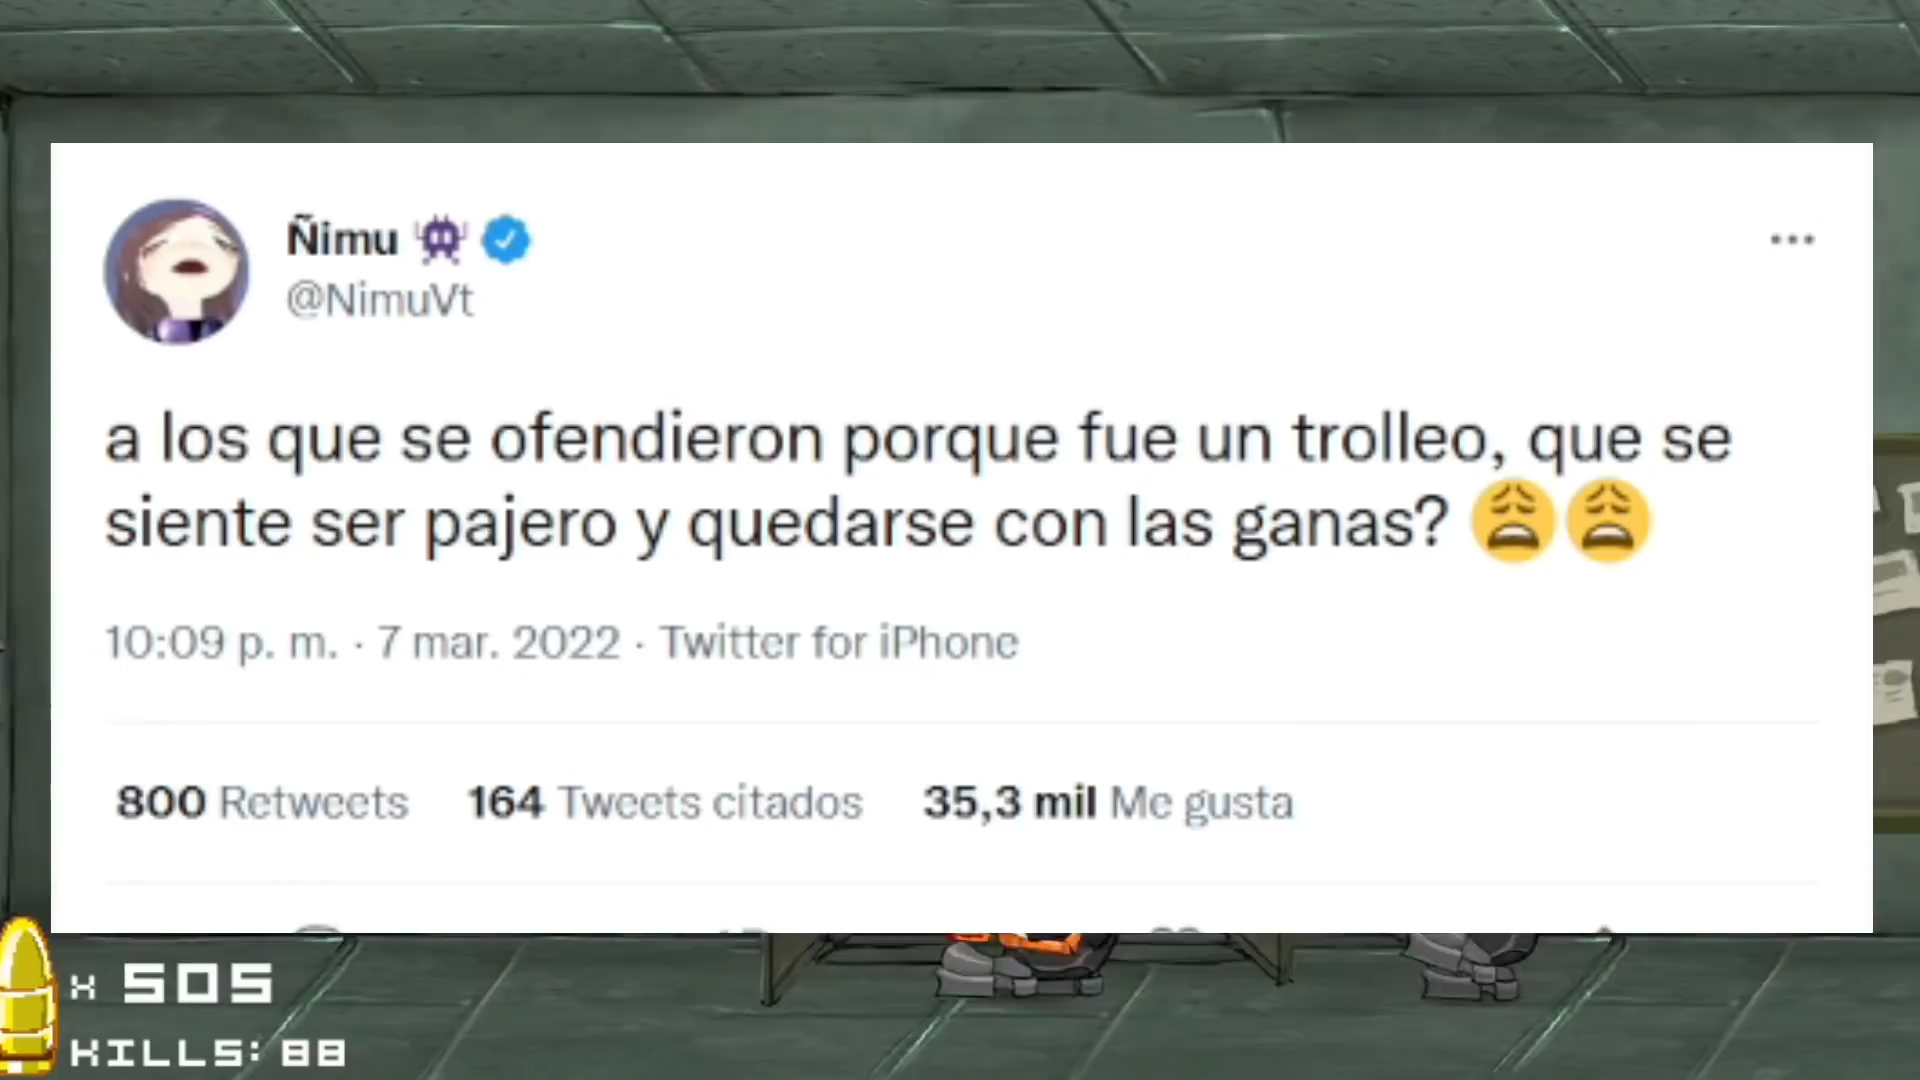 Ñimu
@NimuVt
a los que se ofendieron porque fue un trolleo, que se
siente ser pajero y quedarse con las ganas? 😩😩
10:09 p. m. · 7 mar. 2022 · Twitter for iPhone
800 Retweets 164 Tweets citados 35,3 mil Me gusta
x 505
KILLS: 88